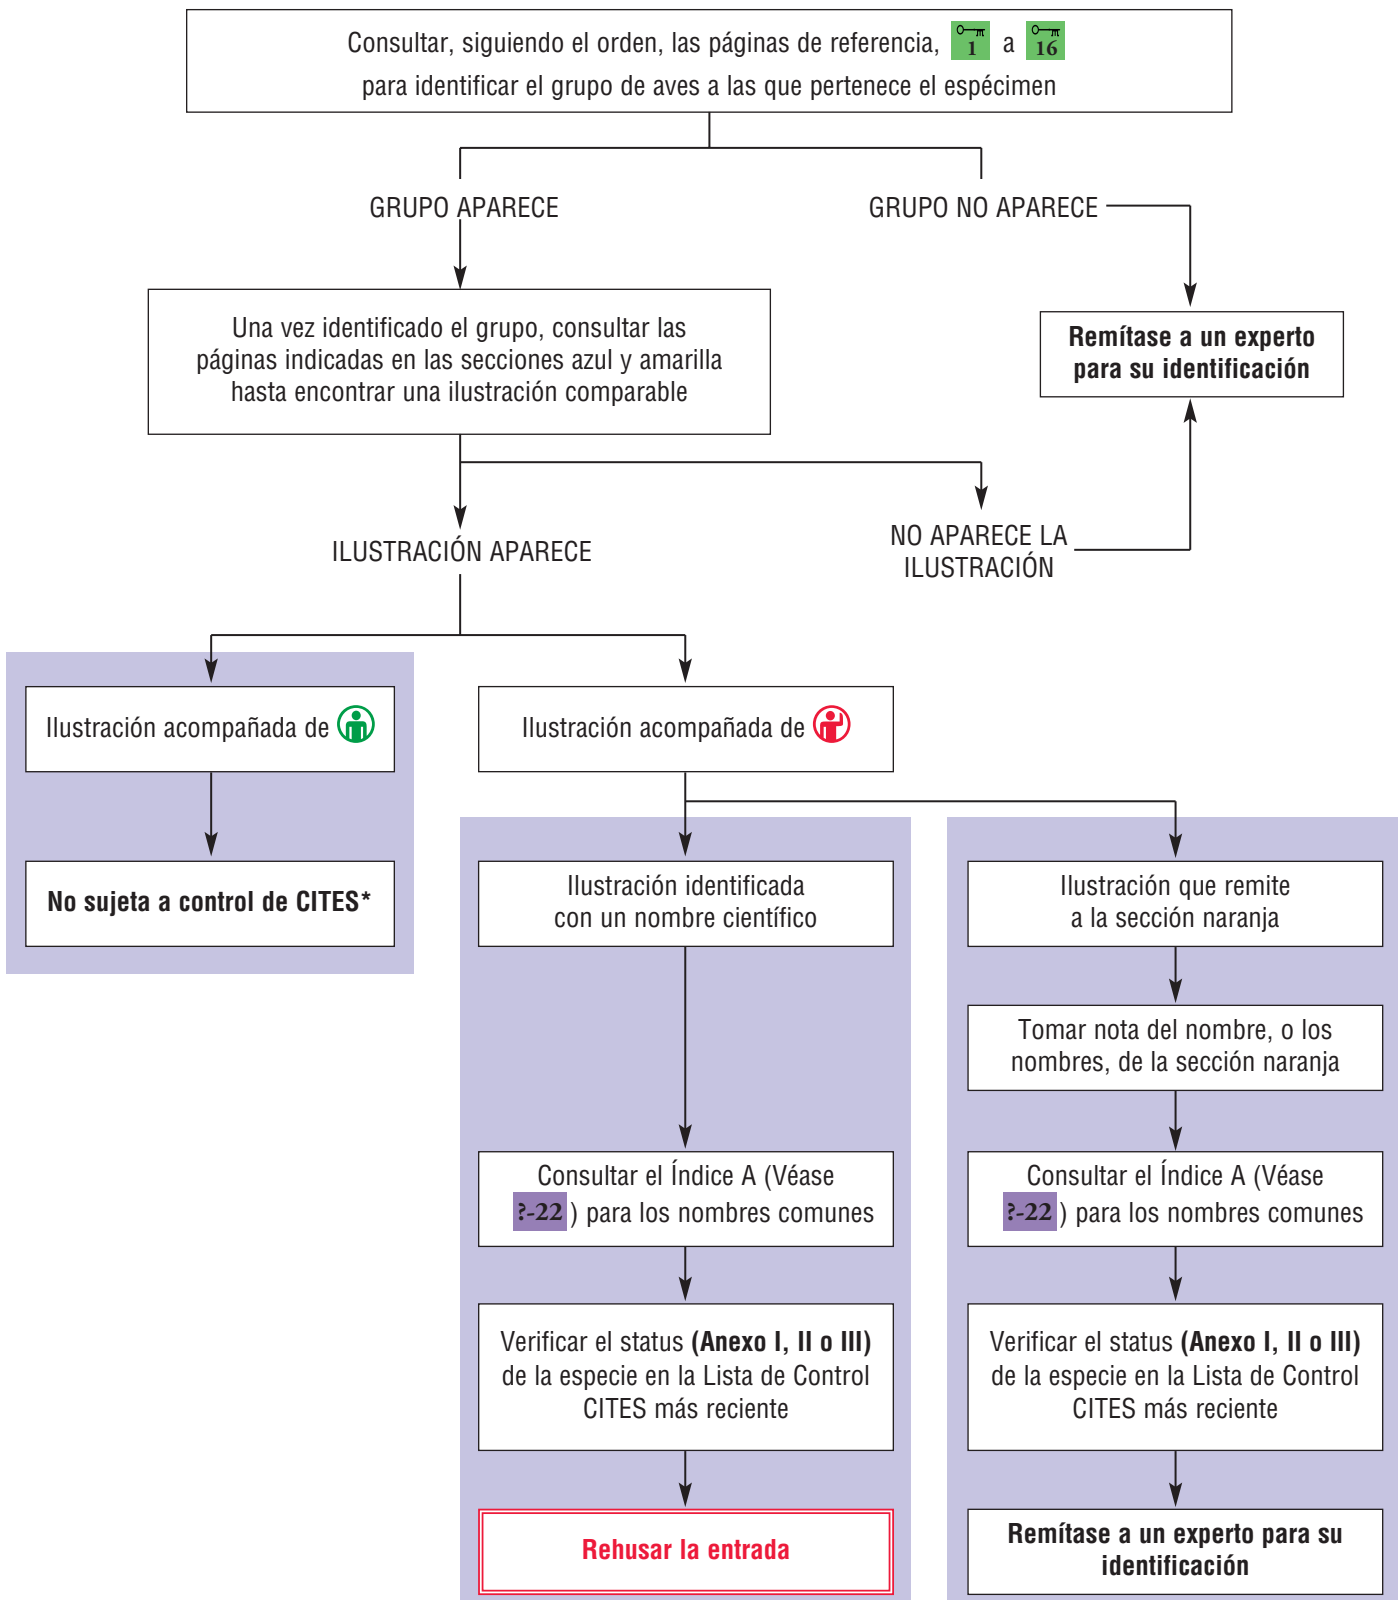 Consultar, siguiendo el orden, las páginas de referencia, 1 a 16
para identificar el grupo de aves a las que pertenece el espécimen
GRUPO APARECE
GRUPO NO APARECE
Una vez identificado el grupo, consultar las
páginas indicadas en las secciones azul y amarilla
hasta encontrar una ilustración comparable
Remítase a un experto
para su identificación
ILUSTRACIÓN APARECE
NO APARECE LA
ILUSTRACIÓN
Ilustración acompañada de
Ilustración acompañada de
No sujeta a control de CITES*
Ilustración identificada
con un nombre científico
Ilustración que remite
a la sección naranja
Tomar nota del nombre, o los
nombres, de la sección naranja
Consultar el Índice A (Véase
?-22 ) para los nombres comunes
Consultar el Índice A (Véase
?-22 ) para los nombres comunes
Verificar el status (Anexo I, II o III)
de la especie en la Lista de Control
CITES más reciente
Verificar el status (Anexo I, II o III)
de la especie en la Lista de Control
CITES más reciente
Rehusar la entrada
Remítase a un experto para su
identificación